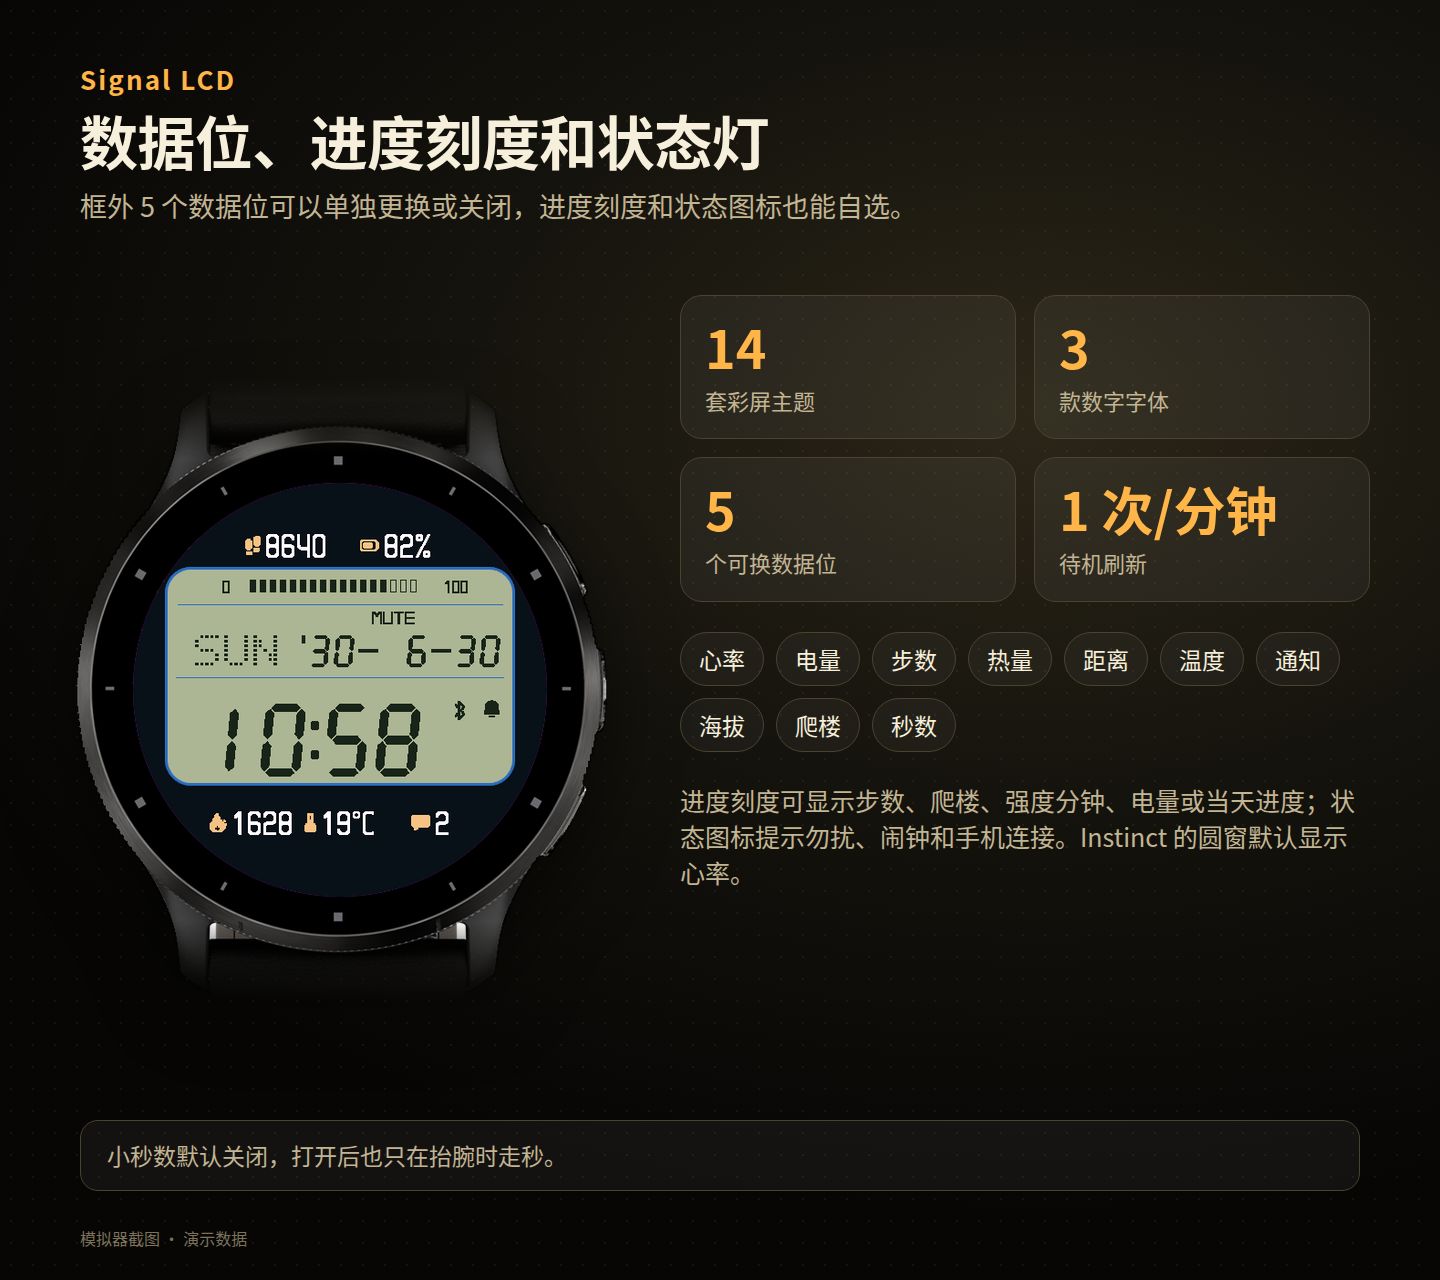 Signal LCD
数据位、进度刻度和状态灯
框外 5 个数据位可以单独更换或关闭，进度刻度和状态图标也能自选。
8640 82%
0 100
MUTE
SUN '30- 6-30
10:58
1628 19°C 2
14
套彩屏主题
3
款数字字体
5
个可换数据位
1 次/分钟
待机刷新
心率 电量 步数 热量 距离 温度 通知
海拔 爬楼 秒数
进度刻度可显示步数、爬楼、强度分钟、电量或当天进度；状
态图标提示勿扰、闹钟和手机连接。Instinct 的圆窗默认显示
心率。
小秒数默认关闭，打开后也只在抬腕时走秒。
模拟器截图 · 演示数据